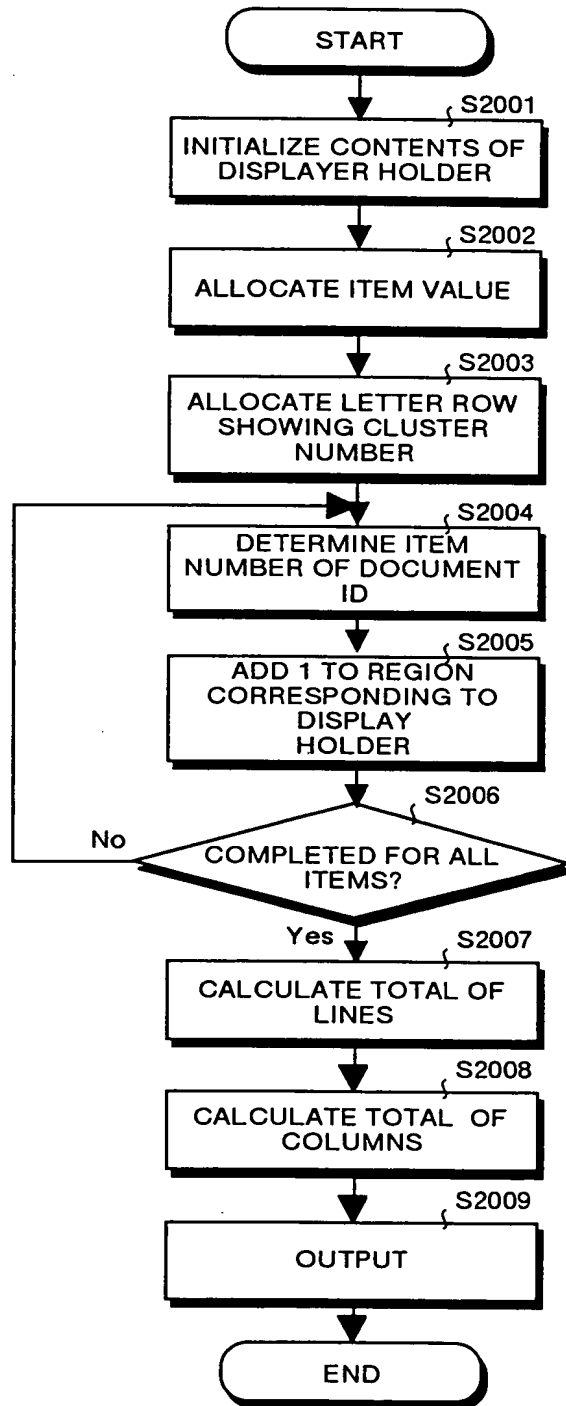 START
S2001
INITIALIZE CONTENTS OF
DISPLAYER HOLDER
S2002
ALLOCATE ITEM VALUE
S2003
ALLOCATE LETTER ROW
SHOWING CLUSTER
NUMBER
S2004
DETERMINE ITEM
NUMBER OF DOCUMENT
ID
S2005
ADD 1 TO REGION
CORRESPONDING TO
DISPLAY
HOLDER
S2006
No
COMPLETED FOR ALL
ITEMS?
Yes
S2007
CALCULATE TOTAL OF
LINES
S2008
CALCULATE TOTAL OF
COLUMNS
S2009
OUTPUT
END